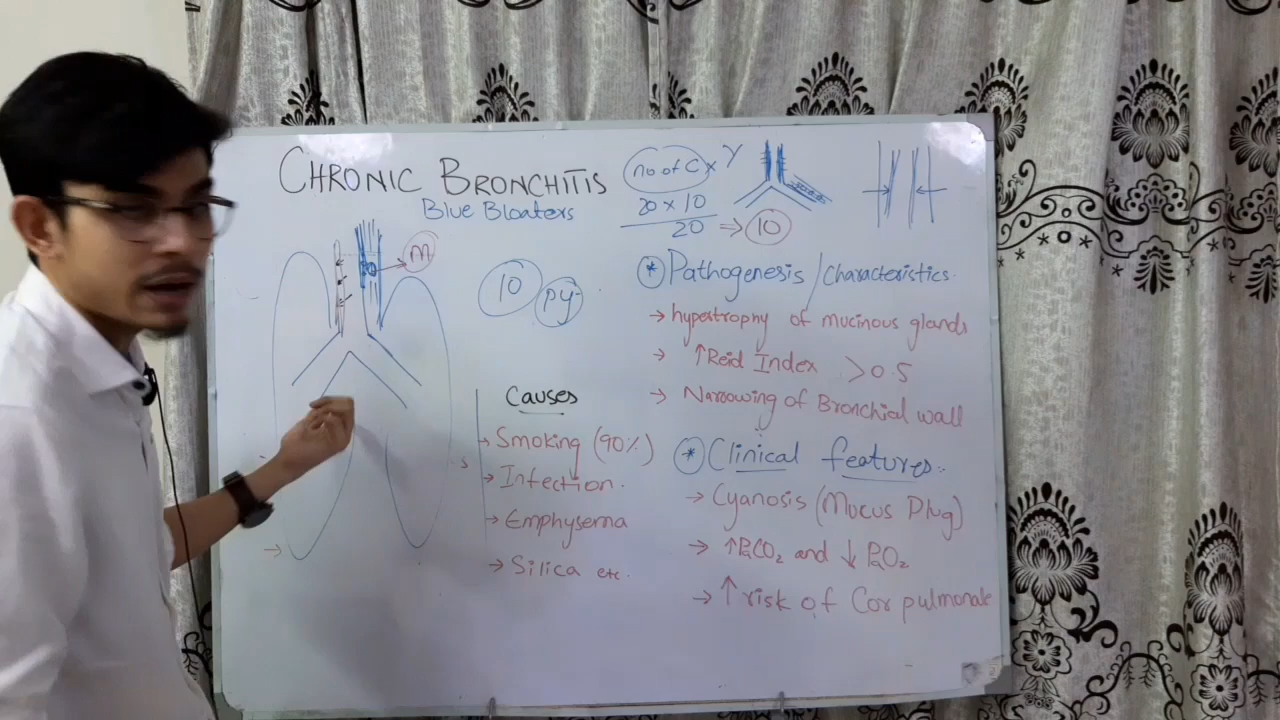 CHRONIC BRONCHITIS
Blue Bloaters
no of C x Y
20 x 10
20 → 10
m
10 py
* Pathogenesis / Characteristics
→ hypertrophy of mucinous glands
→ ↑Reid Index > 0.5
→ Narrowing of Bronchial wall
Causes
→ Smoking (90%)
→ Infection.
→ Emphysema
→ Silica etc.
* Clinical features:
→ Cyanosis (Mucus Plug)
→ ↑PaCO2 and ↓ PaO2
→ ↑ risk of Cor pulmonale